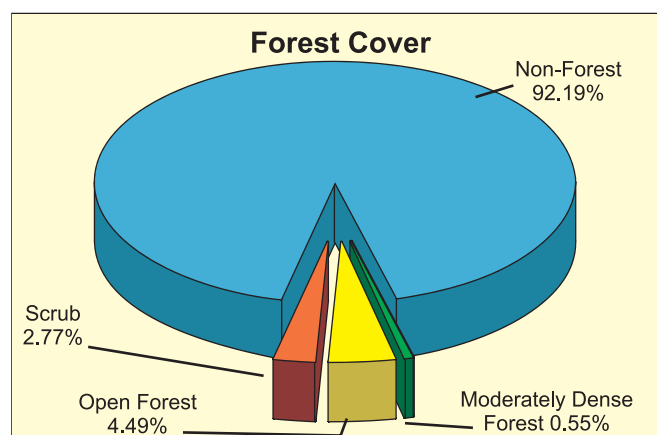 Forest Cover
Non-Forest
92.19%
Scrub
2.77%
Open Forest
4.49%
Moderately Dense
Forest 0.55%